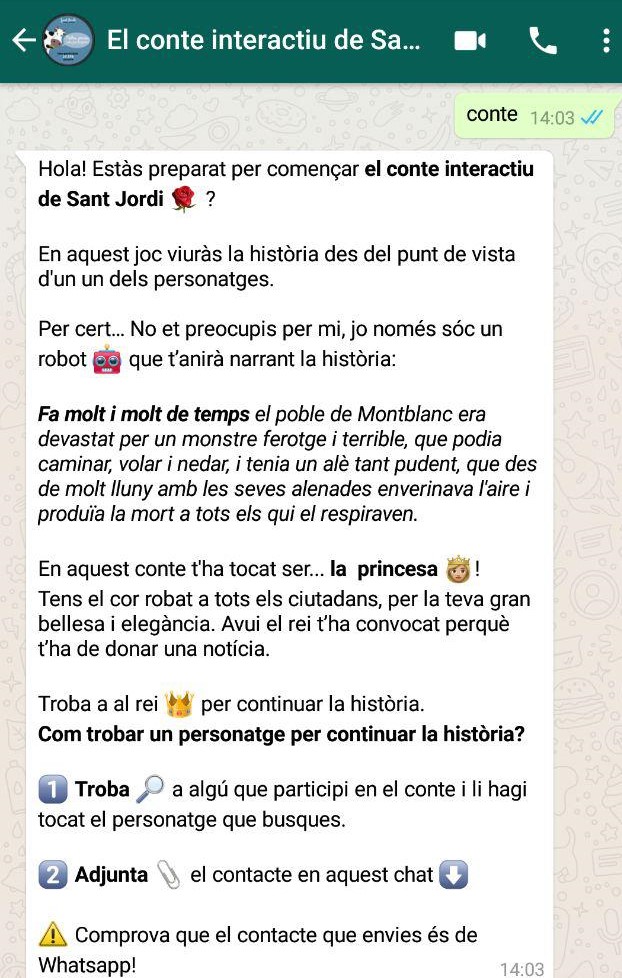 El conte interactiu de Sa...
conte 14:03
Hola! Estàs preparat per començar el conte interactiu
de Sant Jordi 🌹 ?
En aquest joc viuràs la història des del punt de vista
d'un un dels personatges.
Per cert... No et preocupis per mi, jo només sóc un
robot 🤖 que t’anirà narrant la història:
Fa molt i molt de temps el poble de Montblanc era
devastat per un monstre ferotge i terrible, que podia
caminar, volar i nedar, i tenia un alè tant pudent, que des
de molt lluny amb les seves alenades enverinava l'aire i
produïa la mort a tots els qui el respiraven.
En aquest conte t'ha tocat ser... la princesa 👸 !
Tens el cor robat a tots els ciutadans, per la teva gran
bellesa i elegància. Avui el rei t’ha convocat perquè
t’ha de donar una notícia.
Troba a al rei 👑 per continuar la història.
Com trobar un personatge per continuar la història?
1️⃣ Troba 🔎 a algú que participi en el conte i li hagi
tocat el personatge que busques.
2️⃣ Adjunta 📎 el contacte en aquest chat ⬇️
⚠️ Comprova que el contacte que envies és de
Whatsapp!
14:03